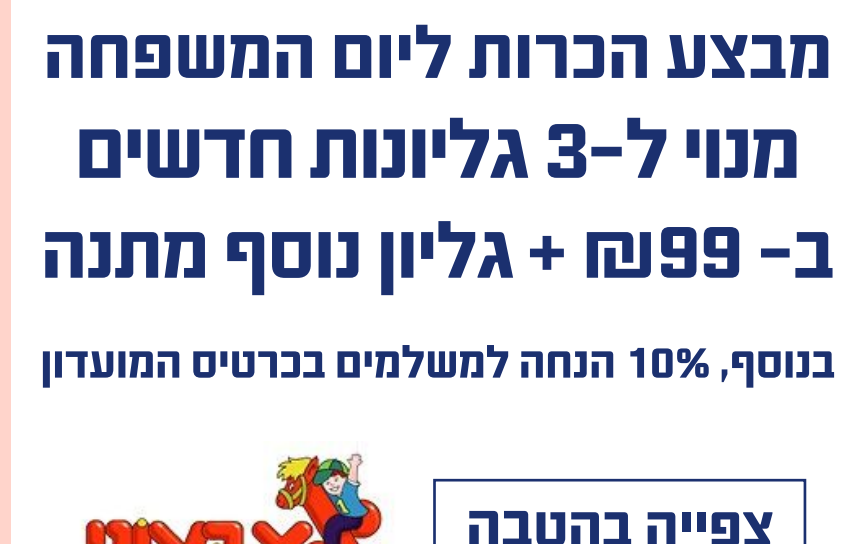 מבצע הכרות ליום המשפחה
מנוי ל-3 גליונות חדשים
ב- 99₪ + גליון נוסף מתנה
בנוסף, 10% הנחה למשלמים בכרטיס המועדון
צפייה בהטבה